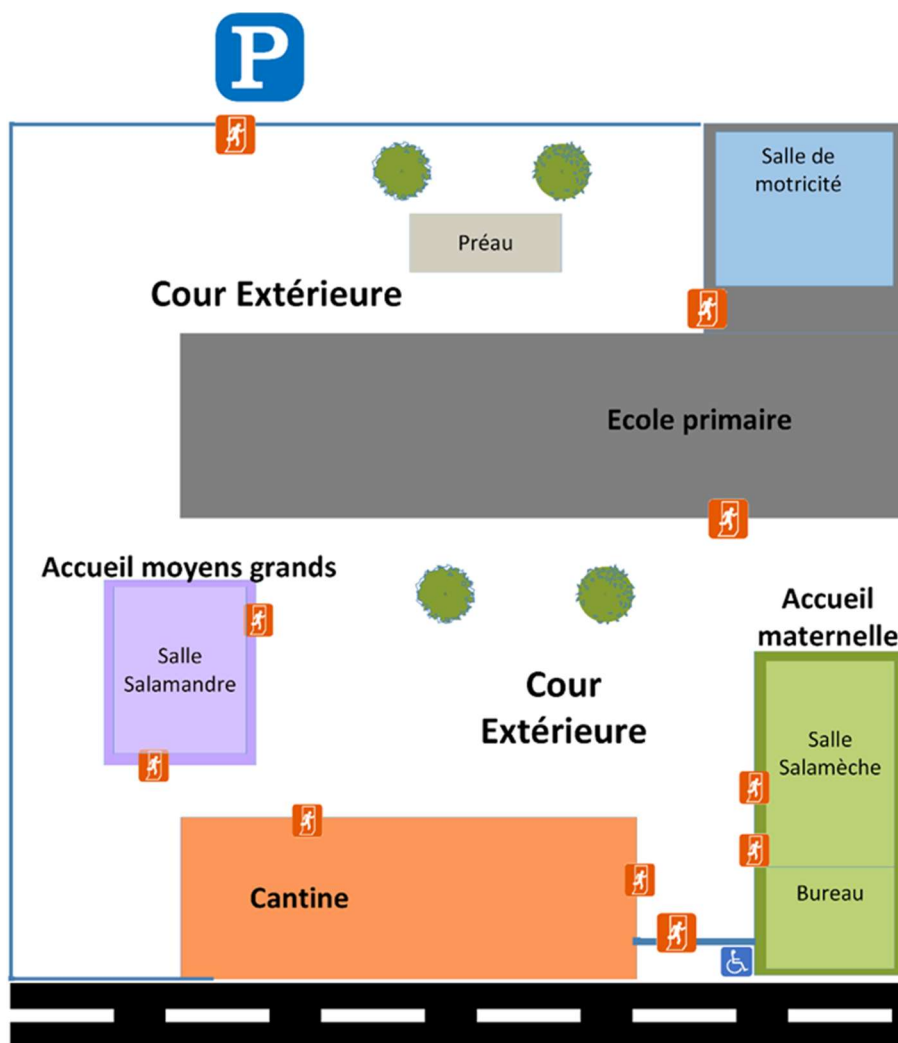 P
Salle de
motricité
Préau
Cour Extérieure
Ecole primaire
Accueil moyens grands
Accueil
maternelle
Salle
Salamandre
Cour
Extérieure
Salle
Salamèche
Cantine
Bureau